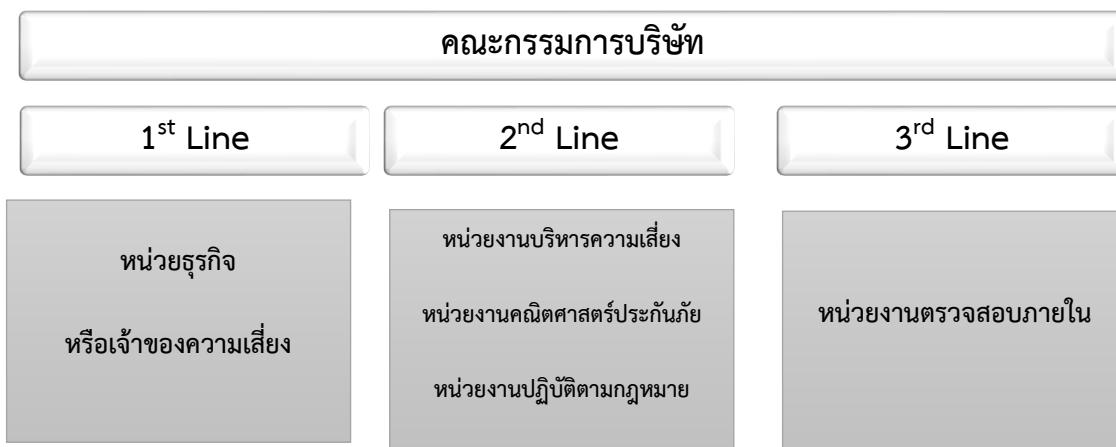 คณะกรรมการบริษัท
1st Line
2nd Line
3rd Line
หน่วยธุรกิจ
หรือเจ้าของความเสี่ยง
หน่วยงานบริหารความเสี่ยง
หน่วยงานคณิตศาสตร์ประกันภัย
หน่วยงานปฏิบัติตามกฎหมาย
หน่วยงานตรวจสอบภายใน